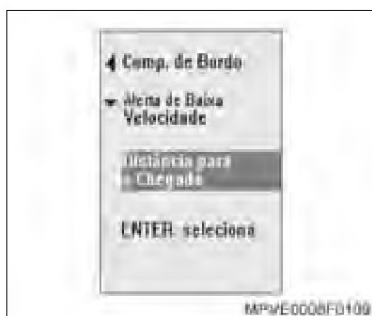 Comp. de Bordo
Alerta de Baixa
Velocidade
Distância para
a Chegada
ENTER seleciona
MPVE0008F0109